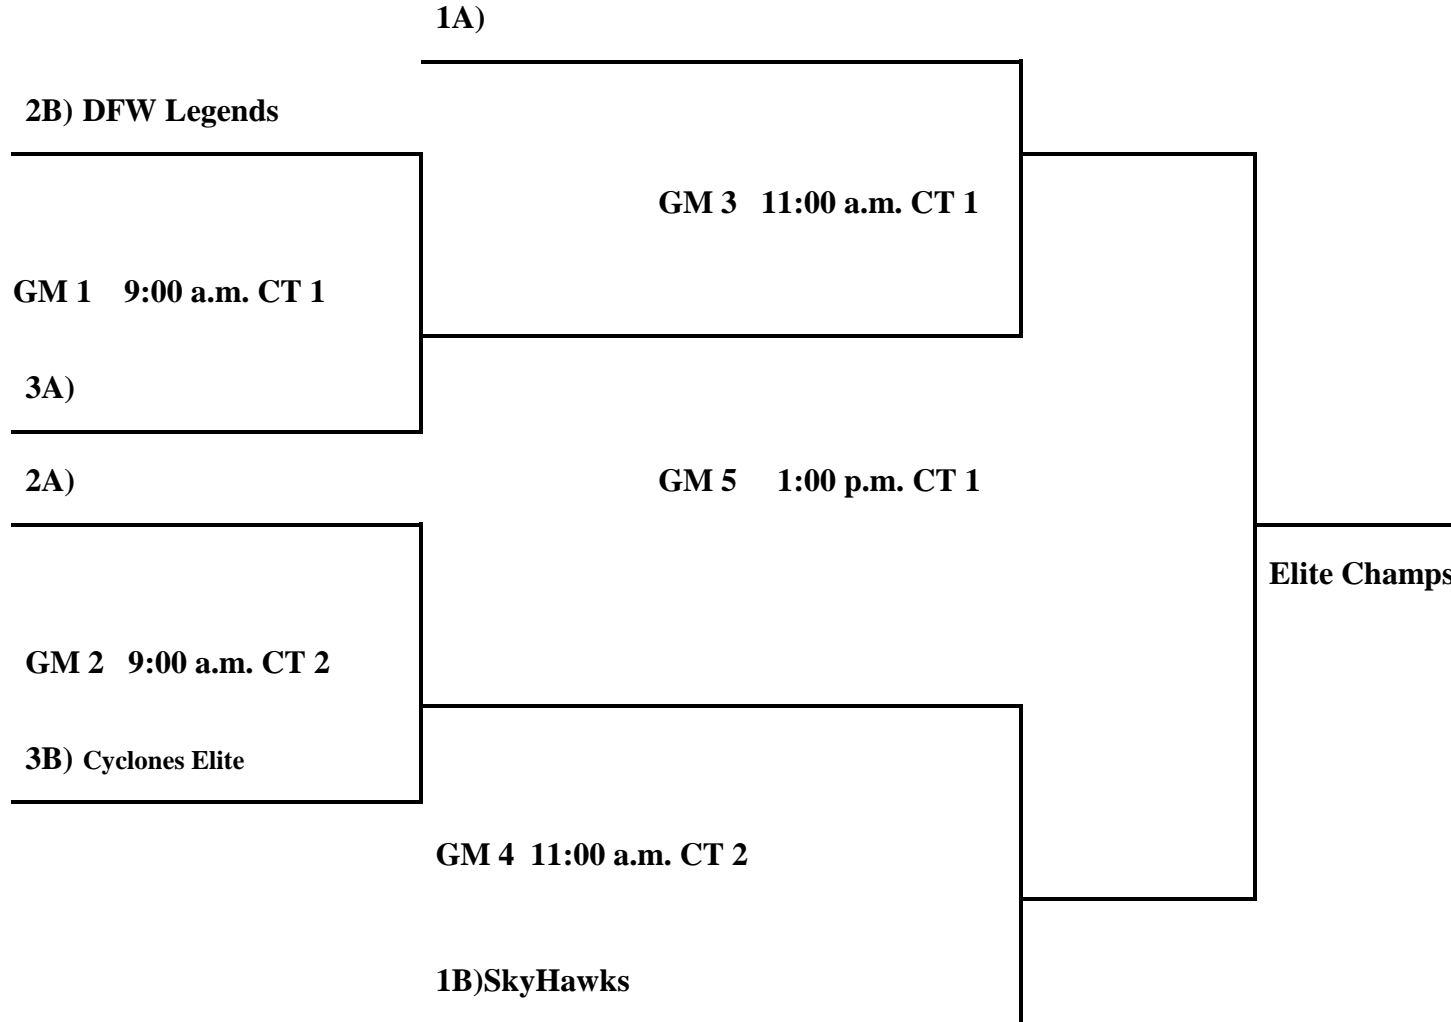 1A)
2B) DFW Legends
GM 3 11:00 a.m. CT 1
GM 1 9:00 a.m. CT 1
3A)
2A)
GM 5 1:00 p.m. CT 1
Elite Champs
GM 2 9:00 a.m. CT 2
3B) Cyclones Elite
GM 4 11:00 a.m. CT 2
1B)SkyHawks